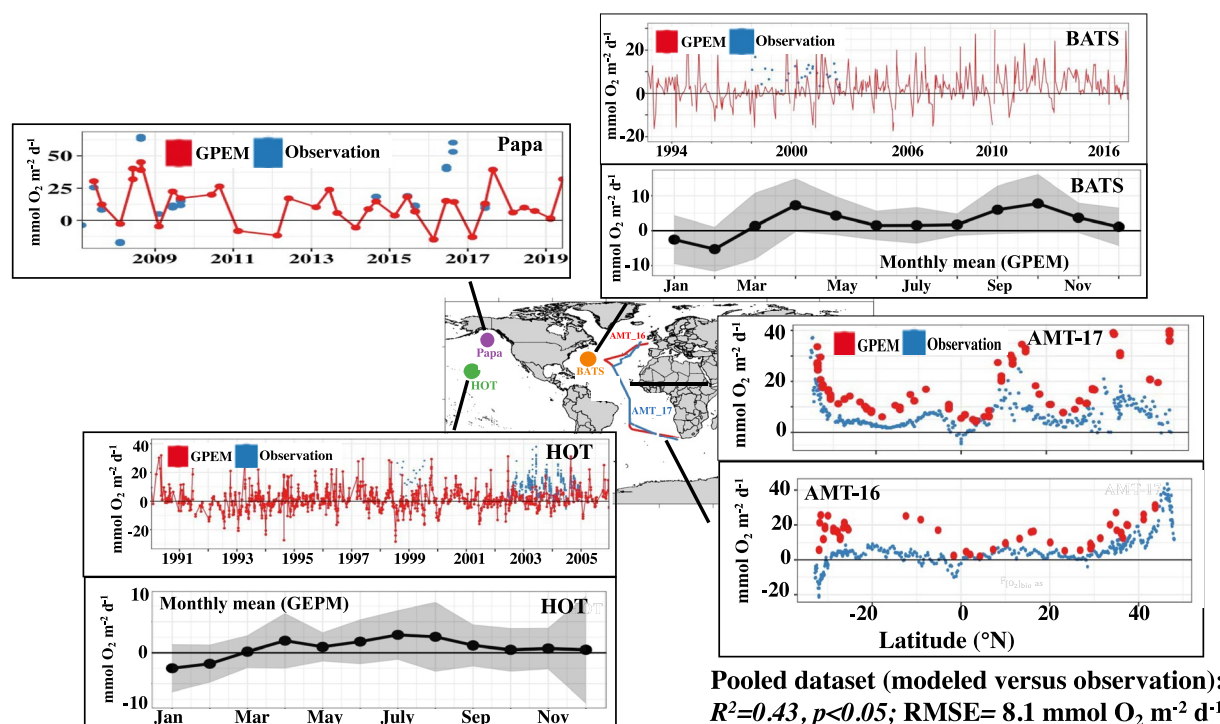 Papa
GPEM Observation
mmol O2 m-2 d-1
50
25
0
2009 2011 2013 2015 2017 2019
BATS
GPEM Observation
mmol O2 m-2 d-1
20
0
-20
1994 2000 2006 2010 2016
BATS
mmol O2 m-2 d-1
10
0
-10
Monthly mean (GPEM)
Jan Mar May July Sep Nov
Papa
HOT
BATS
AMT_16
AMT_17
AMT-17
GPEM Observation
mmol O2 m-2 d-1
40
20
10
0
AMT-16
AMT-17
mmol O2 m-2 d-1
40
20
0
-20
-20 0 20 40
Latitude (°N)
HOT
GPEM Observation
mmol O2 m-2 d-1
40
20
0
-20
1991 1993 1995 1997 1999 2001 2003 2005
Monthly mean (GEPM)
HOT
mmol O2 m-2 d-1
10
0
-10
Jan Mar May July Sep Nov
Pooled dataset (modeled versus observation):
R2=0.43, p<0.05; RMSE= 8.1 mmol O2 m-2 d-1